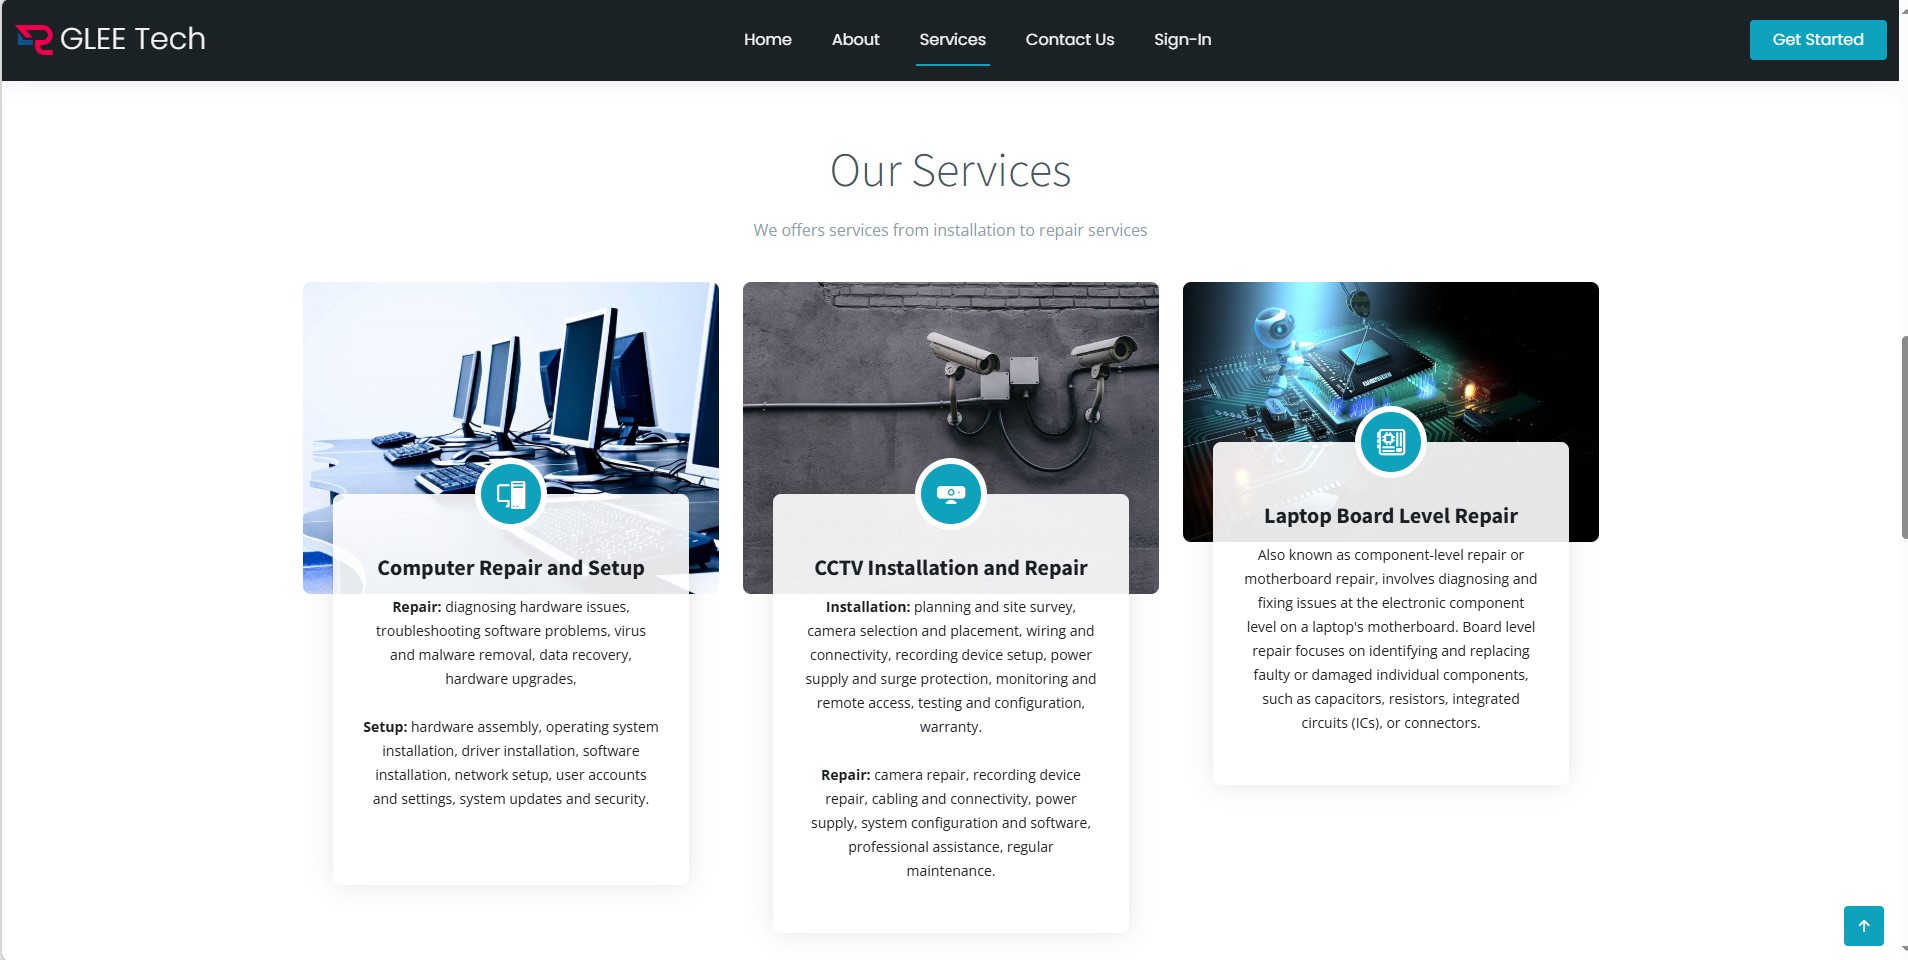 GLEE Tech
Home
About
Services
Contact Us
Sign-In
Get Started
Our Services
We offers services from installation to repair services
Computer Repair and Setup
Repair: diagnosing hardware issues,
troubleshooting software problems, virus
and malware removal, data recovery,
hardware upgrades,
Setup: hardware assembly, operating system
installation, driver installation, software
installation, network setup, user accounts
and settings, system updates and security.
CCTV Installation and Repair
Installation: planning and site survey,
camera selection and placement, wiring and
connectivity, recording device setup, power
supply and surge protection, monitoring and
remote access, testing and configuration,
warranty.
Repair: camera repair, recording device
repair, cabling and connectivity, power
supply, system configuration and software,
professional assistance, regular
maintenance.
Laptop Board Level Repair
Also known as component-level repair or
motherboard repair, involves diagnosing and
fixing issues at the electronic component
level on a laptop's motherboard. Board level
repair focuses on identifying and replacing
faulty or damaged individual components,
such as capacitors, resistors, integrated
circuits (ICs), or connectors.